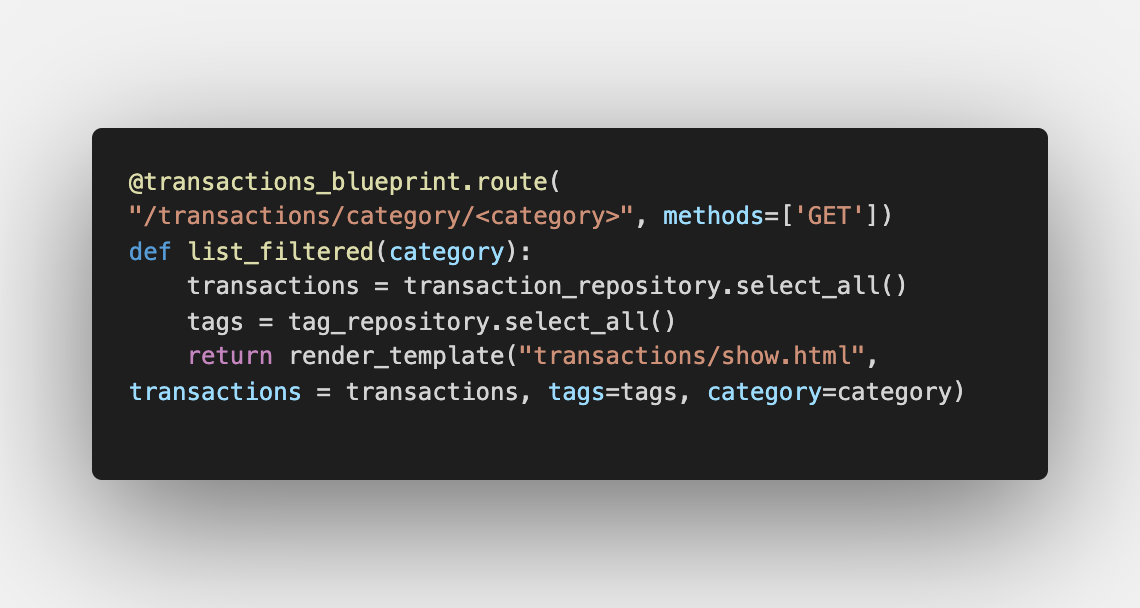 @transactions_blueprint.route(
"/transactions/category/<category>", methods=['GET'])
def list_filtered(category):
    transactions = transaction_repository.select_all()
    tags = tag_repository.select_all()
    return render_template("transactions/show.html",
transactions = transactions, tags=tags, category=category)